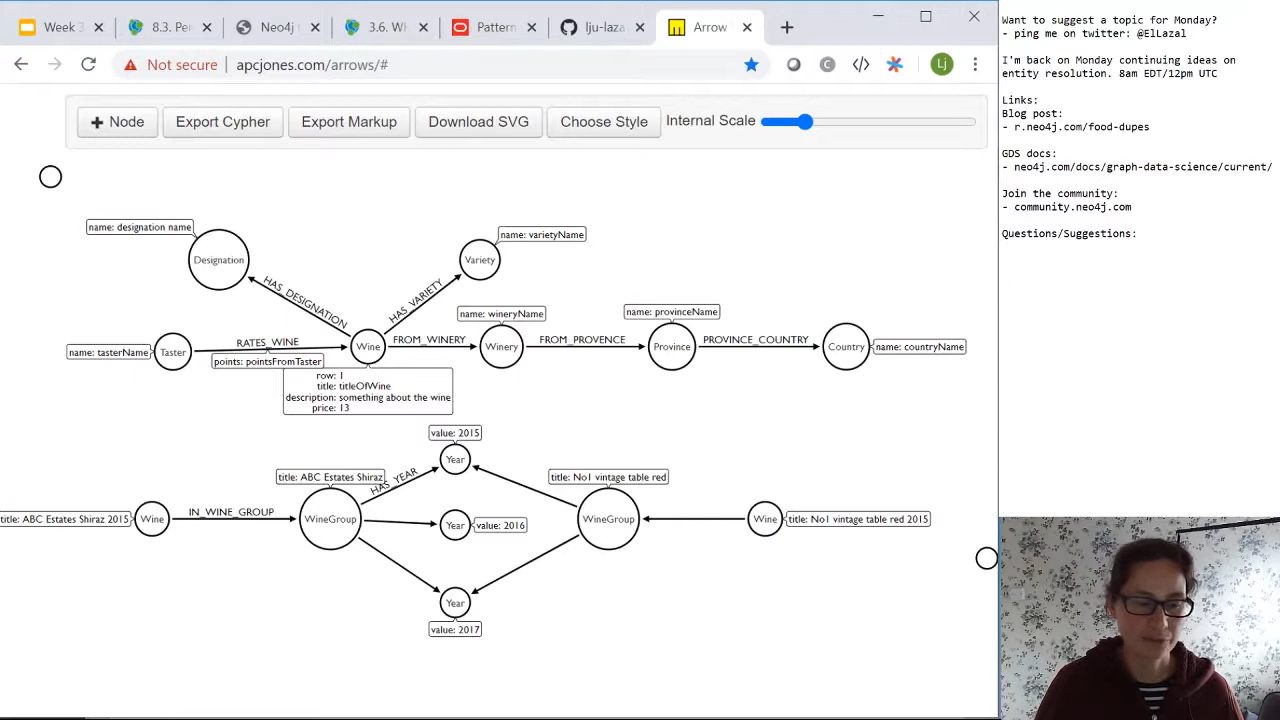 Week 3
8.3. Pe
Neo4j
3.6. Wh
Pattern
lju-laza
Arrow
Not secure
apcjones.com/arrows/#
Lj
Node
Export Cypher
Export Markup
Download SVG
Choose Style
Internal Scale
name: designation name
name: varietyName
Designation
Variety
HAS_DESIGNATION
HAS_VARIETY
name: wineryName
name: provinceName
name: tasterName
Taster
RATES_WINE
points: pointsFromTaster
Wine
FROM_WINERY
Winery
FROM_PROVENCE
Province
PROVINCE_COUNTRY
Country
name: countryName
row: 1
title: titleOfWine
description: something about the wine
price: 13
value: 2015
Year
title: ABC Estates Shiraz
HAS_YEAR
title: No1 vintage table red
title: ABC Estates Shiraz 2015
Wine
IN_WINE_GROUP
WineGroup
Year
value: 2016
WineGroup
Wine
title: No1 vintage table red 2015
Year
value: 2017
Want to suggest a topic for Monday?
- ping me on twitter: @ElLazal
I'm back on Monday continuing ideas on
entity resolution. 8am EDT/12pm UTC
Links:
Blog post:
- r.neo4j.com/food-dupes
GDS docs:
- neo4j.com/docs/graph-data-science/current/
Join the community:
- community.neo4j.com
Questions/Suggestions: